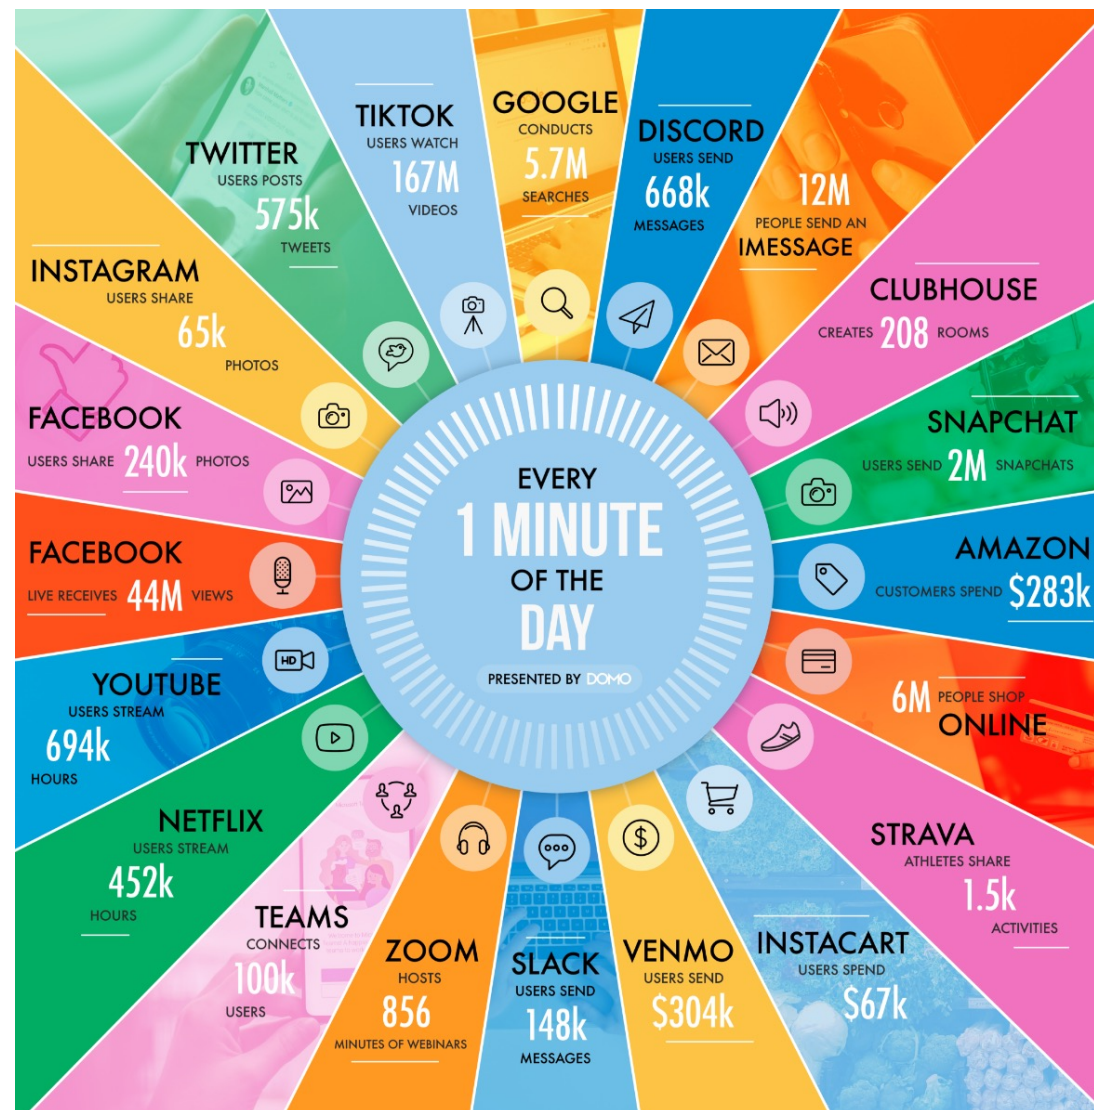 EVERY
1 MINUTE
OF THE
DAY
PRESENTED BY DOMO
GOOGLE
CONDUCTS
5.7M
SEARCHES
DISCORD
USERS SEND
668k
MESSAGES
12M
PEOPLE SEND AN
IMESSAGE
CLUBHOUSE
CREATES 208 ROOMS
SNAPCHAT
USERS SEND 2M SNAPCHATS
AMAZON
CUSTOMERS SPEND $283k
6M PEOPLE SHOP
ONLINE
STRAVA
ATHLETES SHARE
1.5k
ACTIVITIES
INSTACART
USERS SPEND
$67k
VENMO
USERS SEND
$304k
SLACK
USERS SEND
148k
MESSAGES
ZOOM
HOSTS
856
MINUTES OF WEBINARS
TEAMS
CONNECTS
100k
USERS
NETFLIX
USERS STREAM
452k
HOURS
YOUTUBE
USERS STREAM
694k
HOURS
HD
FACEBOOK
LIVE RECEIVES 44M VIEWS
FACEBOOK
USERS SHARE 240k PHOTOS
INSTAGRAM
USERS SHARE
65k
PHOTOS
TWITTER
USERS POSTS
575k
TWEETS
TIKTOK
USERS WATCH
167M
VIDEOS